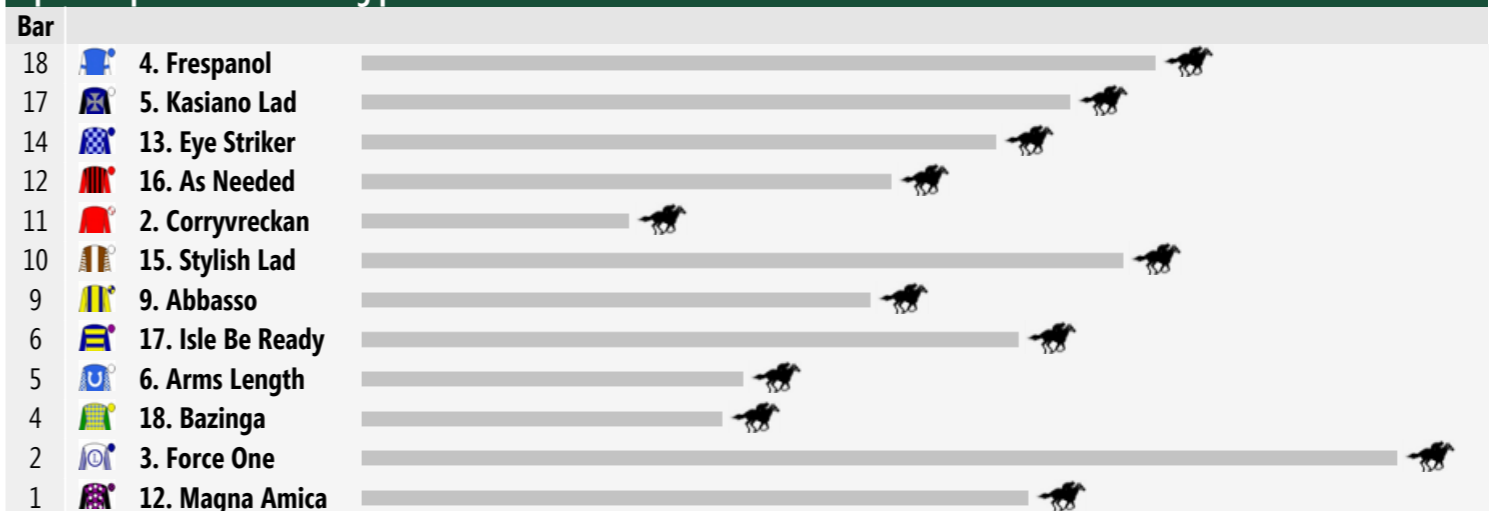 Bar
18 4. Frespanol
17 5. Kasiano Lad
14 13. Eye Striker
12 16. As Needed
11 2. Corryvreckan
10 15. Stylish Lad
9 9. Abbasso
6 17. Isle Be Ready
5 6. Arms Length
4 18. Bazinga
2 3. Force One
1 12. Magna Amica